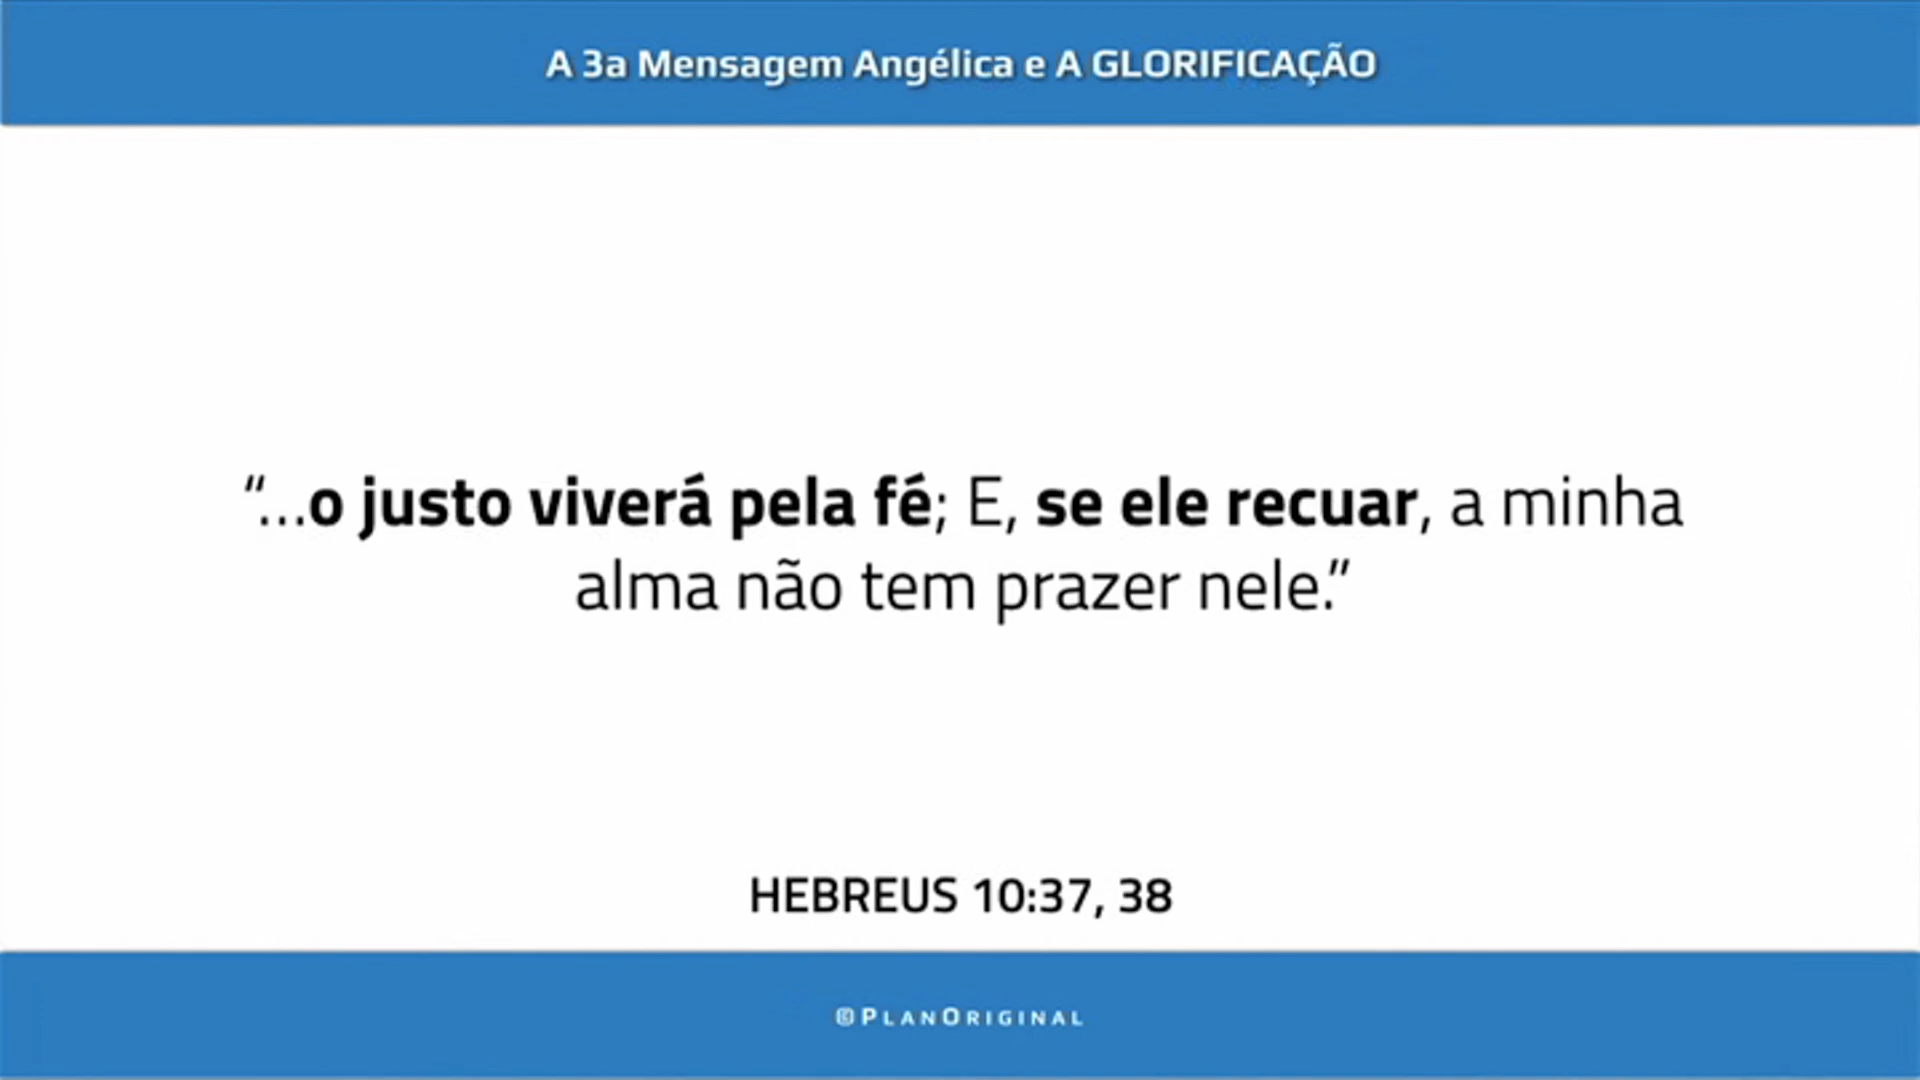 A 3a Mensagem Angélica e A GLORIFICAÇÃO
“...o justo viverá pela fé; E, se ele recuar, a minha
alma não tem prazer nele.”
HEBREUS 10:37, 38
@PLANORIGINAL